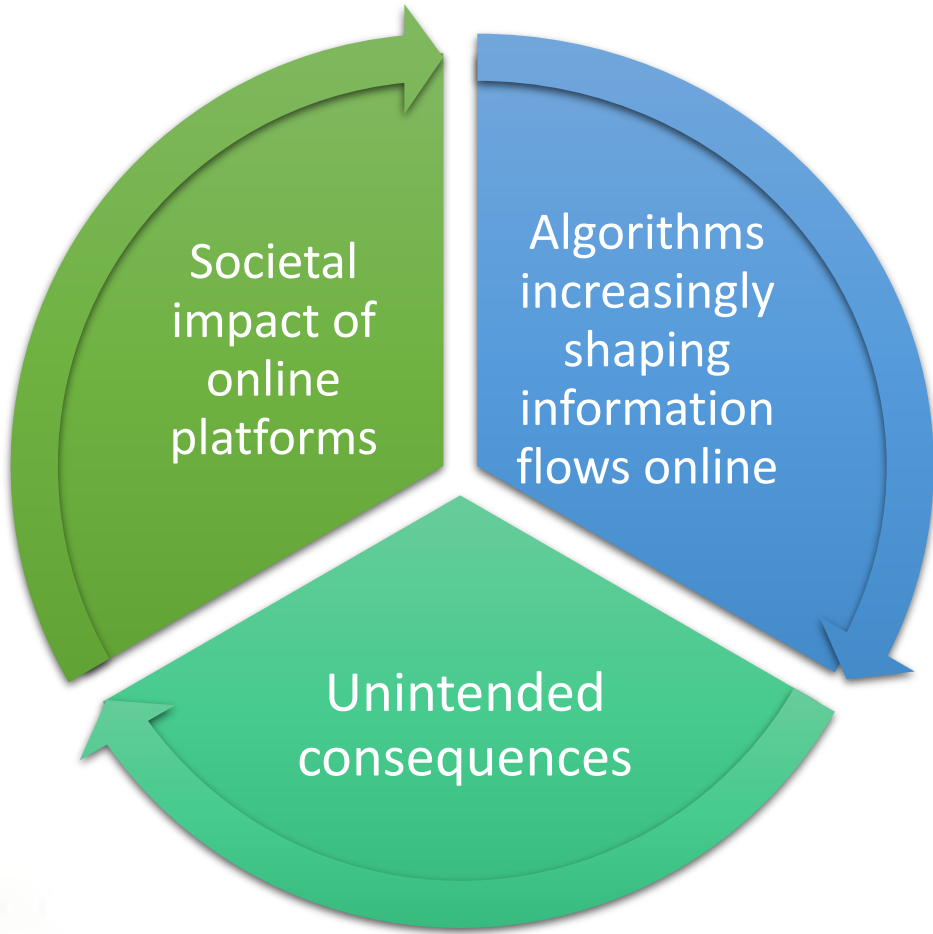 Societal
impact of
online
platforms
Algorithms
increasingly
shaping
information
flows online
Unintended
consequences